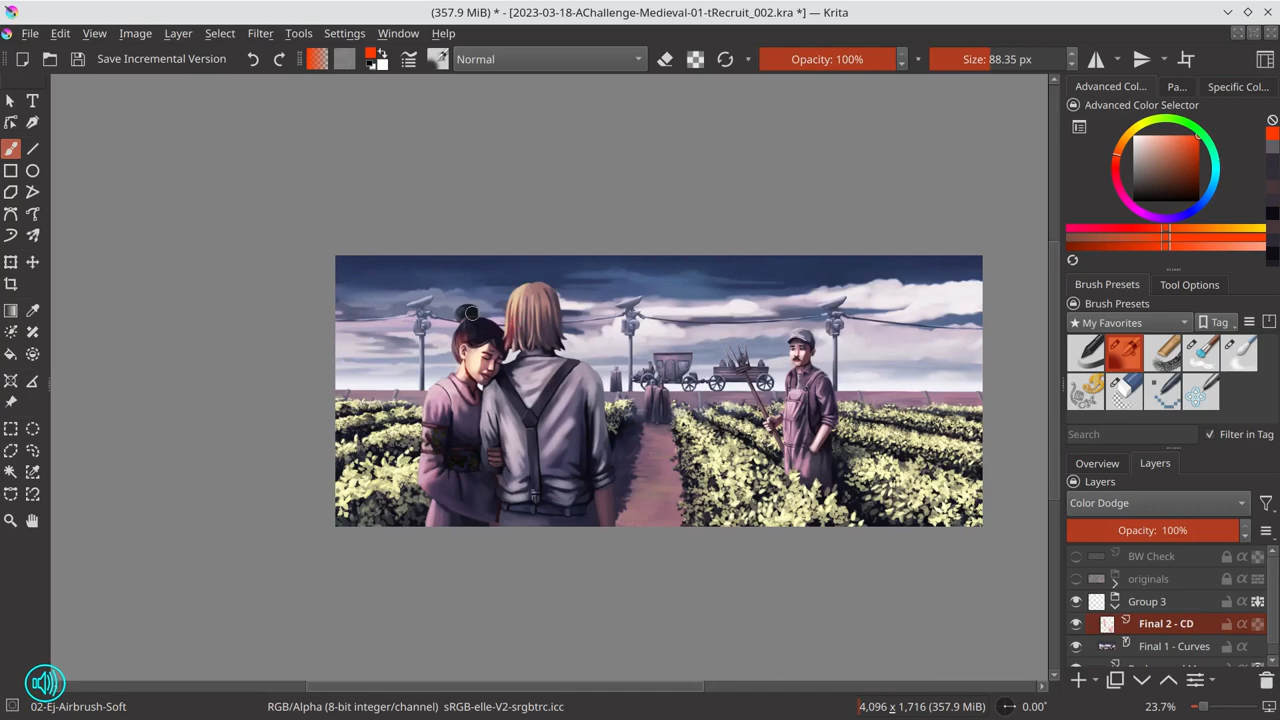 (357.9 MiB) * - [2023-03-18-AChallenge-Medieval-01-tRecruit_002.kra *] — Krita
File Edit View Image Layer Select Filter Tools Settings Window Help
Save Incremental Version Normal Opacity: 100% Size: 88.35 px
Advanced Col... Pa... Specific Col...
Advanced Color Selector
Brush Presets Tool Options
Brush Presets
★ My Favorites Tag
Search Filter in Tag
Overview Layers
Layers
Color Dodge
Opacity: 100%
BW Check
originals
Group 3
Final 2 - CD
Final 1 - Curves
02-Ej-Airbrush-Soft RGB/Alpha (8-bit integer/channel) sRGB-elle-V2-srgbtrc.icc 4,096 x 1,716 (357.9 MiB) 0.00° 23.7%